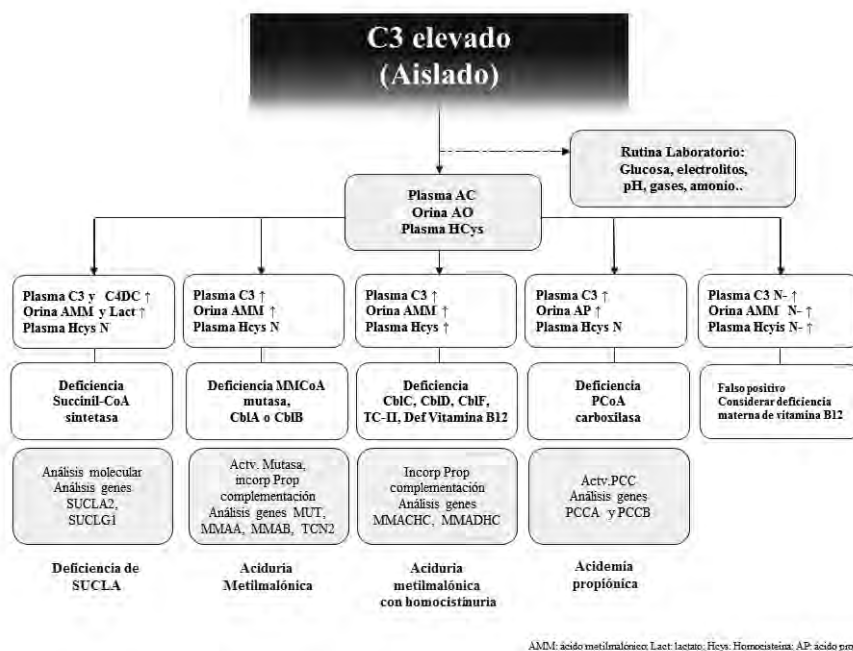 C3 elevado
(Aislado)
Rutina Laboratorio:
Glucosa, electrolitos,
pH, gases, amonio..
Plasma AC
Orina AO
Plasma HCys
Plasma C3 y C4DC ↑
Orina AMM y Lact ↑
Plasma Hcys N
Plasma C3 ↑
Orina AMM ↑
Plasma Hcys N
Plasma C3 ↑
Orina AMM ↑
Plasma Hcys ↑
Plasma C3 ↑
Orina AP ↑
Plasma Hcys N
Plasma C3 N- ↑
Orina AMM N- ↑
Plasma Hcyis N- ↑
Deficiencia
Succinil-CoA
sintetasa
Deficiencia MMCoA
mutasa,
CblA o CblB
Deficiencia
CblC, CblD, CblF,
TC-II, Def Vitamina B12
Deficiencia
PCoA
carboxilasa
Falso positivo
Considerar deficiencia
materna de vitamina B12
Análisis molecular
Análisis genes
SUCLA2,
SUCLG1
Actv. Mutasa,
incorp Prop
complementación
Análisis genes MUT,
MMAA, MMAB, TCN2
Incorp Prop
complementación
Análisis genes
MMACHC, MMADHC
Actv.PCC
Análisis genes
PCCA y PCCB
Deficiencia de
SUCLA
Aciduria
Metilmalónica
Aciduria
metilmalónica
con homocistinuria
Acidemia
propiónica
AMM: ácido metilmalónico; Lact: lactato; Hcys: Homocisteina; AP: ácido pro